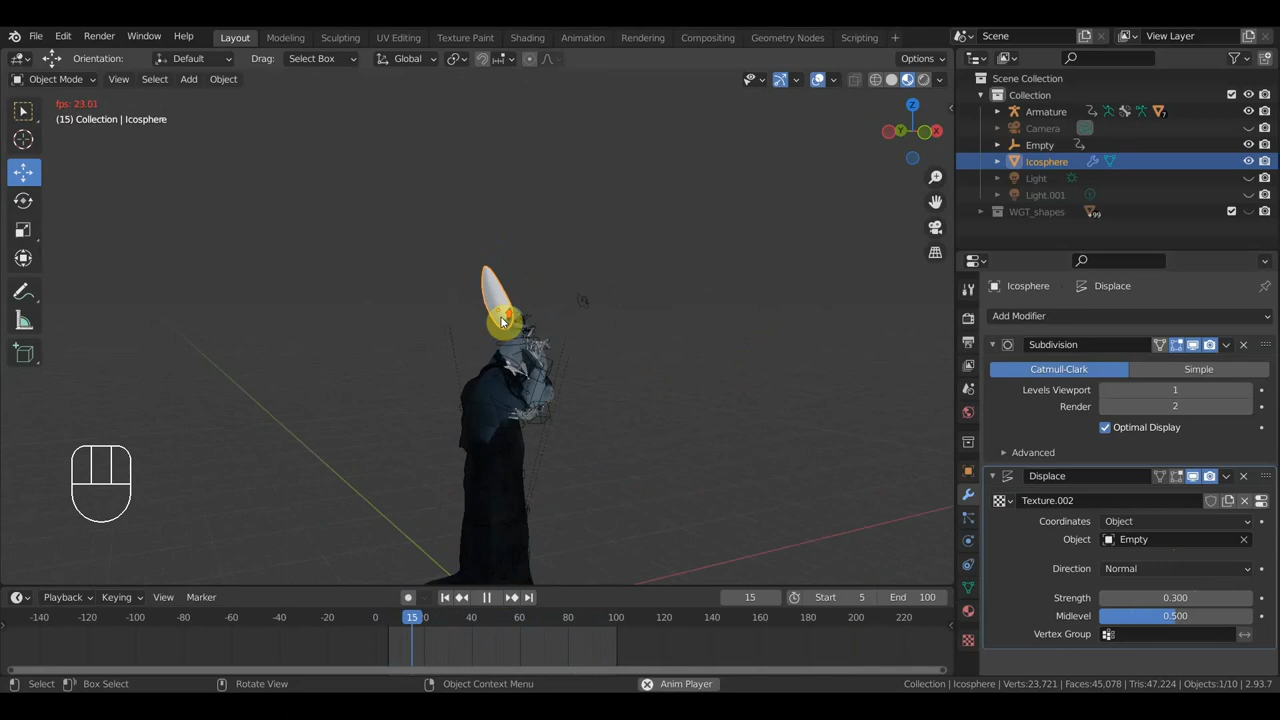 File Edit Render Window Help Layout Modeling Sculpting UV Editing Texture Paint Shading Animation Rendering Compositing Geometry Nodes Scripting + Scene View Layer
Orientation: Default Drag: Select Box Global Options
Object Mode View Select Add Object
Scene Collection
Collection
Armature 7
Camera
Empty
Icosphere
Light
Light.001
WGT_shapes 99
fps: 23.01
(15) Collection | Icosphere
Z
Y
X
Icosphere Displace
Add Modifier
Subdivision
Catmull-Clark Simple
Levels Viewport 1
Render 2
Optimal Display
Advanced
Displace
Texture.002
Coordinates Object
Object Empty
Direction Normal
Strength 0.300
Midlevel 0.500
Vertex Group
Playback Keying View Marker 15 Start 5 End 100
-140 -120 -100 -80 -60 -40 -20 15 20 40 60 80 100 120 140 160 180 200 220
Select Box Select Rotate View Object Context Menu Anim Player Collection | Icosphere | Verts:23,721 | Faces:45,078 | Tris:47,224 | Objects:1/10 | 2.93.7